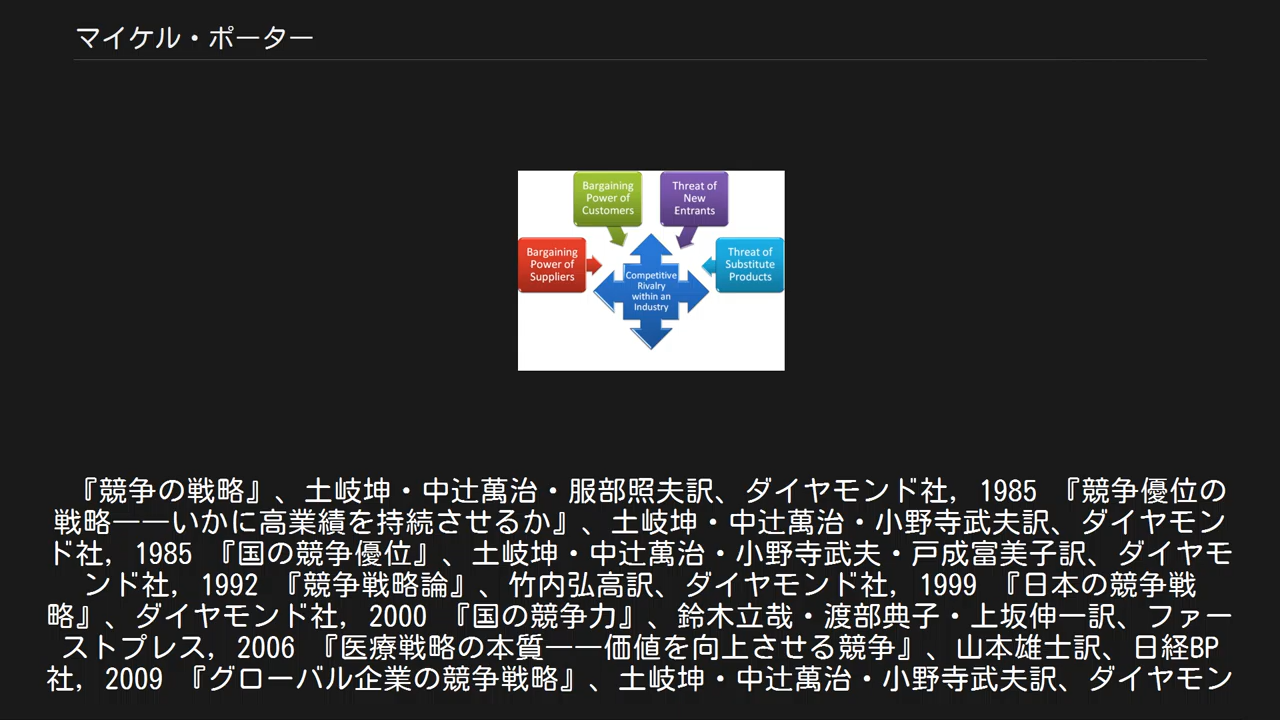 マイケル・ポーター
Bargaining
Power of
Customers
Threat of
New
Entrants
Bargaining
Power of
Suppliers
Threat of
Substitute
Products
Competitive
Rivalry
within an
Industry
『競争の戦略』、土岐坤・中辻萬治・服部照夫訳、ダイヤモンド社, 1985 『競争優位の
戦略――いかに高業績を持続させるか』、土岐坤・中辻萬治・小野寺武夫訳、ダイヤモン
ド社, 1985 『国の競争優位』、土岐坤・中辻萬治・小野寺武夫・戸成富美子訳、ダイヤモ
ンド社, 1992 『競争戦略論』、竹内弘高訳、ダイヤモンド社, 1999 『日本の競争戦
略』、ダイヤモンド社, 2000 『国の競争力』、鈴木立哉・渡部典子・上坂伸一訳、ファー
ストプレス, 2006 『医療戦略の本質――価値を向上させる競争』、山本雄士訳、日経BP
社, 2009 『グローバル企業の競争戦略』、土岐坤・中辻萬治・小野寺武夫訳、ダイヤモン